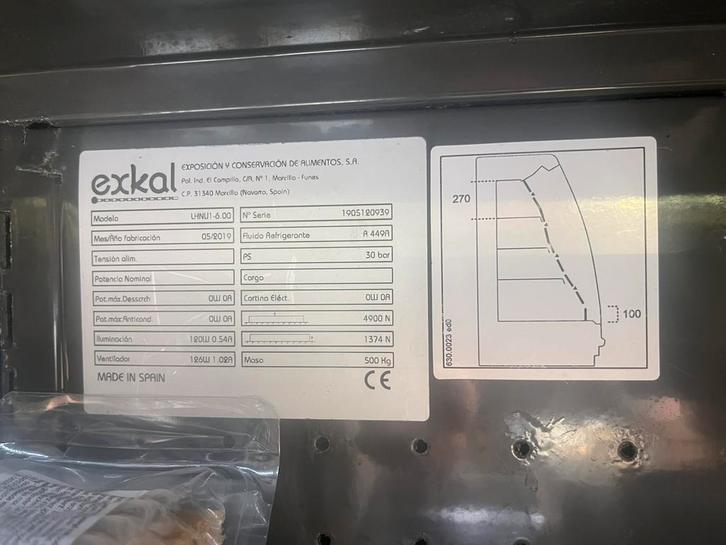 exkal
EXPOSICIÓN Y CONSERVACIÓN DE ALIMENTOS, S.A.
Pol. Ind. El Campillo, C/A, Nº 1, Marcilla - Funes
C.P. 31340 Marcilla (Navarra, Spain)
Modelo LHNU1-6.00 Nº Serie 1905120939
Mes/Año fabricación 05/2019 Fluido Refrigerante R 449A
Tensión alim. PS 30 bar
Potencia Nominal Carga
Pot.máx.Desscrch 0W 0A Cortina Eléct. 0W 0A
Pot.máx.Anticond. 0W 0A 4900 N
Iluminación 120W 0.54A 1374 N
Ventilador 126W 1.02A Masa 500 Kg
MADE IN SPAIN CE
270
100
630.0023 ed0